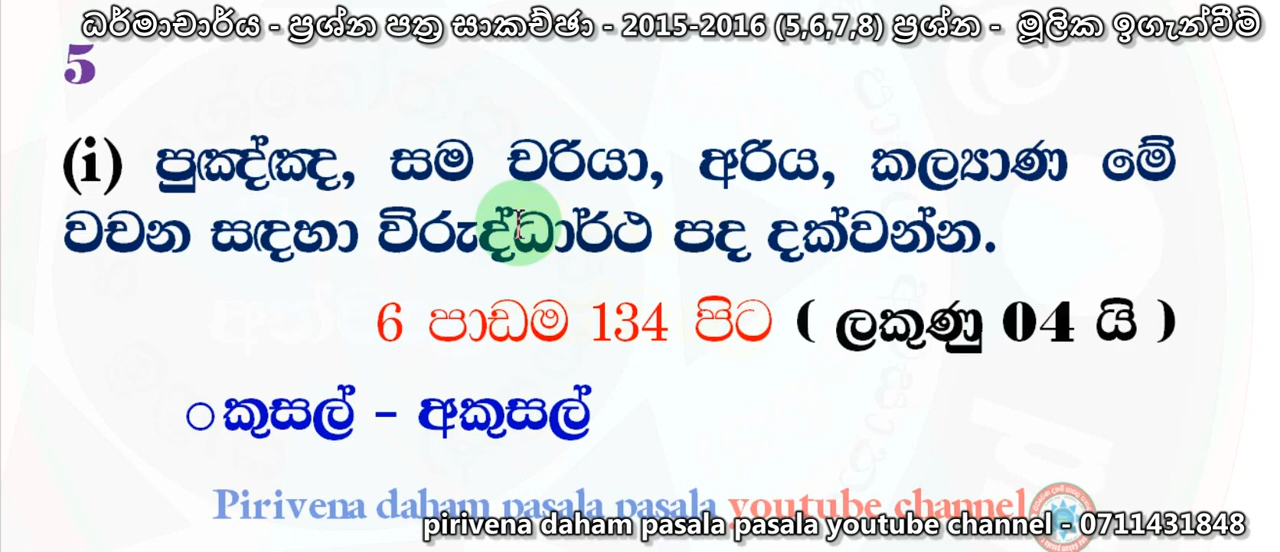 ධර්මාචාර්ය - ප්‍රශ්න පත්‍ර සාකච්ඡා - 2015-2016 (5,6,7,8) ප්‍රශ්න - මූලික ඉගැන්වීම්
5
(i) පුඤ්ඤ, සම චරියා, අරිය, කල්‍යාණ මේ
වචන සඳහා විරුද්ධාර්ථ පද දක්වන්න.
6 පාඩම 134 පිට ( ලකුණු 04 යි )
කුසල් - අකුසල්
Pirivena daham pasala pasala youtube channel
pirivena daham pasala pasala youtube channel - 0711431848